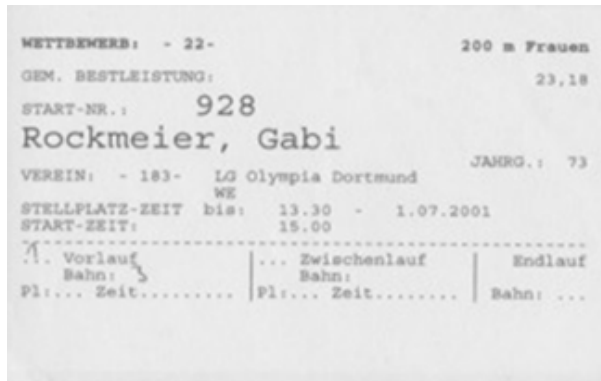 WETTBEWERB: - 22- 200 m Frauen
GEM. BESTLEISTUNG: 23,18
START-NR.: 928
Rockmeier, Gabi
JAHRG.: 73
VEREIN: - 183- LG Olympia Dortmund
WE
STELLPLATZ-ZEIT bis: 13.30 - 1.07.2001
START-ZEIT: 15.00
1... Vorlauf | ... Zwischenlauf | Endlauf
Bahn: 3 | Bahn: |
Pl:... Zeit......... | Pl:... Zeit........ | Bahn: ...